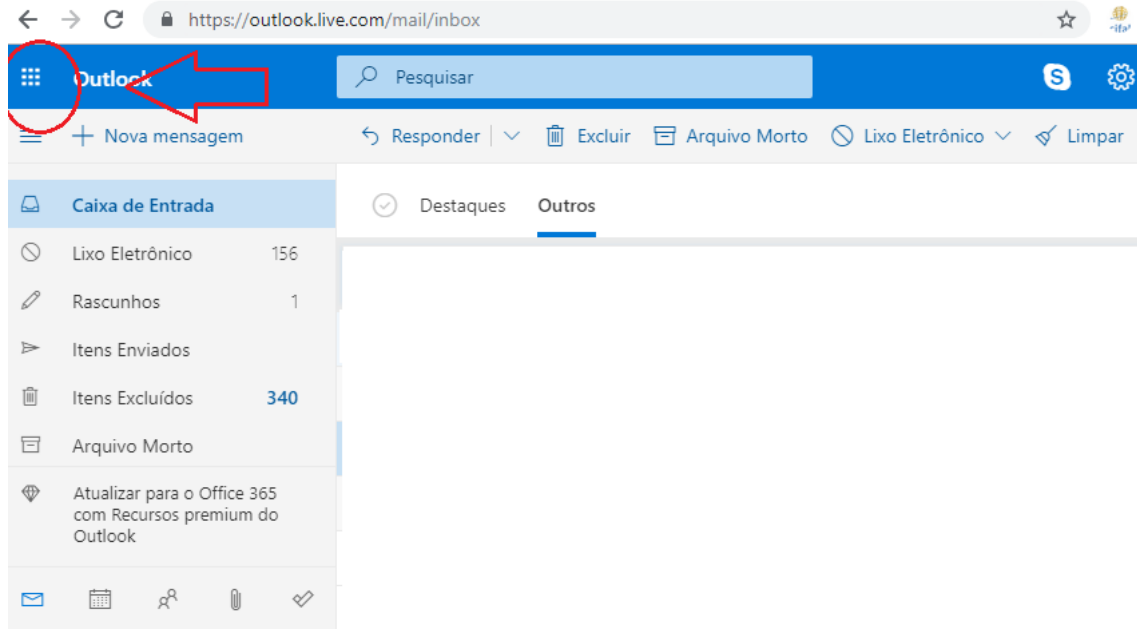 https://outlook.live.com/mail/inbox
Outlook
Pesquisar
Nova mensagem
Responder
Excluir
Arquivo Morto
Lixo Eletrônico
Limpar
Caixa de Entrada
Destaques
Outros
Lixo Eletrônico 156
Rascunhos 1
Itens Enviados
Itens Excluídos 340
Arquivo Morto
Atualizar para o Office 365
com Recursos premium do
Outlook